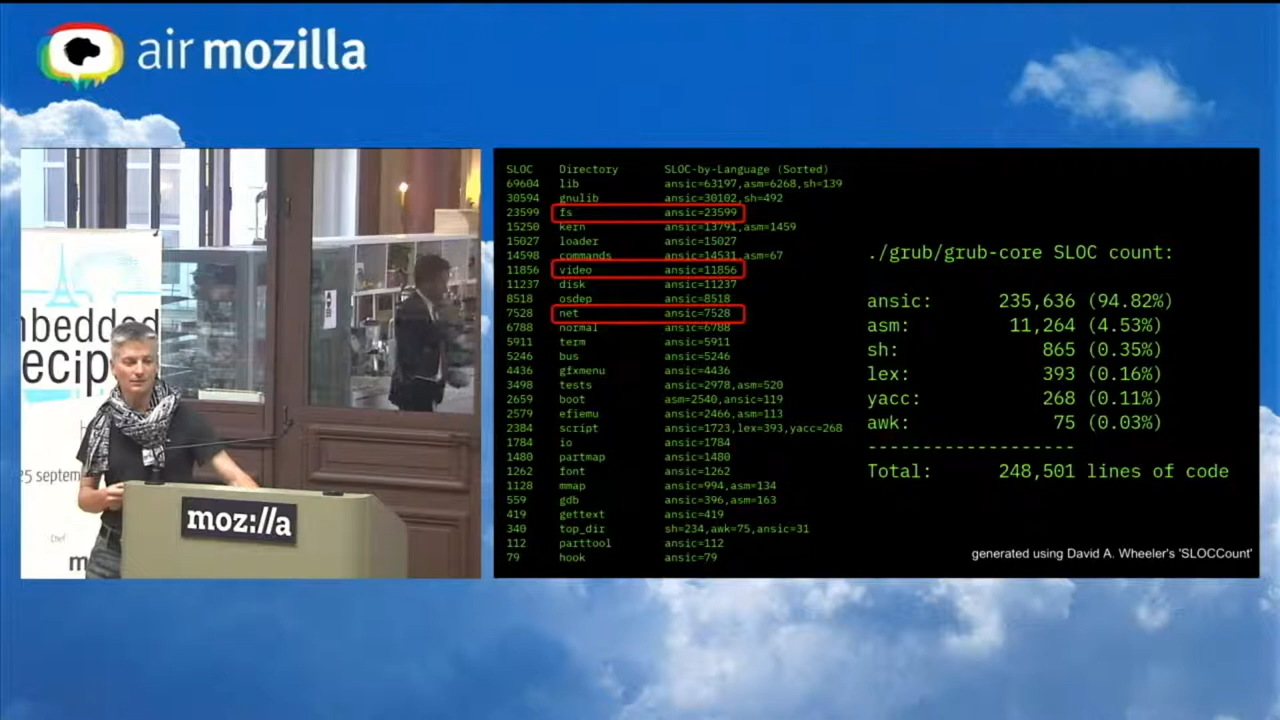 air mozilla
mbedded
ecip
25 septem
Chef
m
moz://a
SLOC Directory SLOC-by-Language (Sorted)
69604 lib ansic=63197,asm=6268,sh=139
30594 gnulib ansic=30102,sh=492
23599 fs ansic=23599
15250 kern ansic=13791,asm=1459
15027 loader ansic=15027
14598 commands ansic=14531,asm=67
11856 video ansic=11856
11237 disk ansic=11237
8518 osdep ansic=8518
7528 net ansic=7528
6788 normal ansic=6788
5911 term ansic=5911
5246 bus ansic=5246
4436 gfxmenu ansic=4436
3498 tests ansic=2978,asm=520
2659 boot asm=2540,ansic=119
2579 efiemu ansic=2466,asm=113
2384 script ansic=1723,lex=393,yacc=268
1784 io ansic=1784
1480 partmap ansic=1480
1262 font ansic=1262
1128 mmap ansic=994,asm=134
559 gdb ansic=396,asm=163
419 gettext ansic=419
340 top_dir sh=234,awk=75,ansic=31
112 parttool ansic=112
79 hook ansic=79
./grub/grub-core SLOC count:
ansic: 235,636 (94.82%)
asm: 11,264 (4.53%)
sh: 865 (0.35%)
lex: 393 (0.16%)
yacc: 268 (0.11%)
awk: 75 (0.03%)
------------------
Total: 248,501 lines of code
generated using David A. Wheeler's 'SLOCCount'